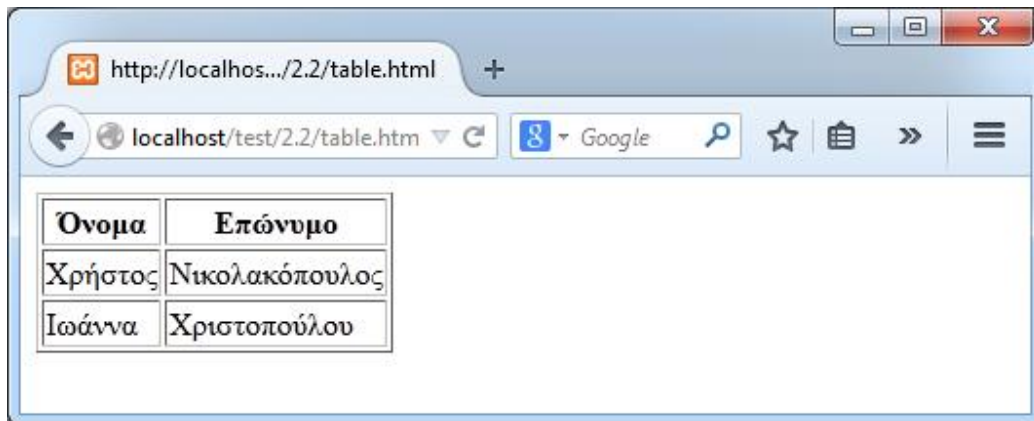 http://localhos.../2.2/table.html
localhost/test/2.2/table.htm Google
Όνομα Επώνυμο
Χρήστος Νικολακόπουλος
Ιωάννα Χριστοπούλου